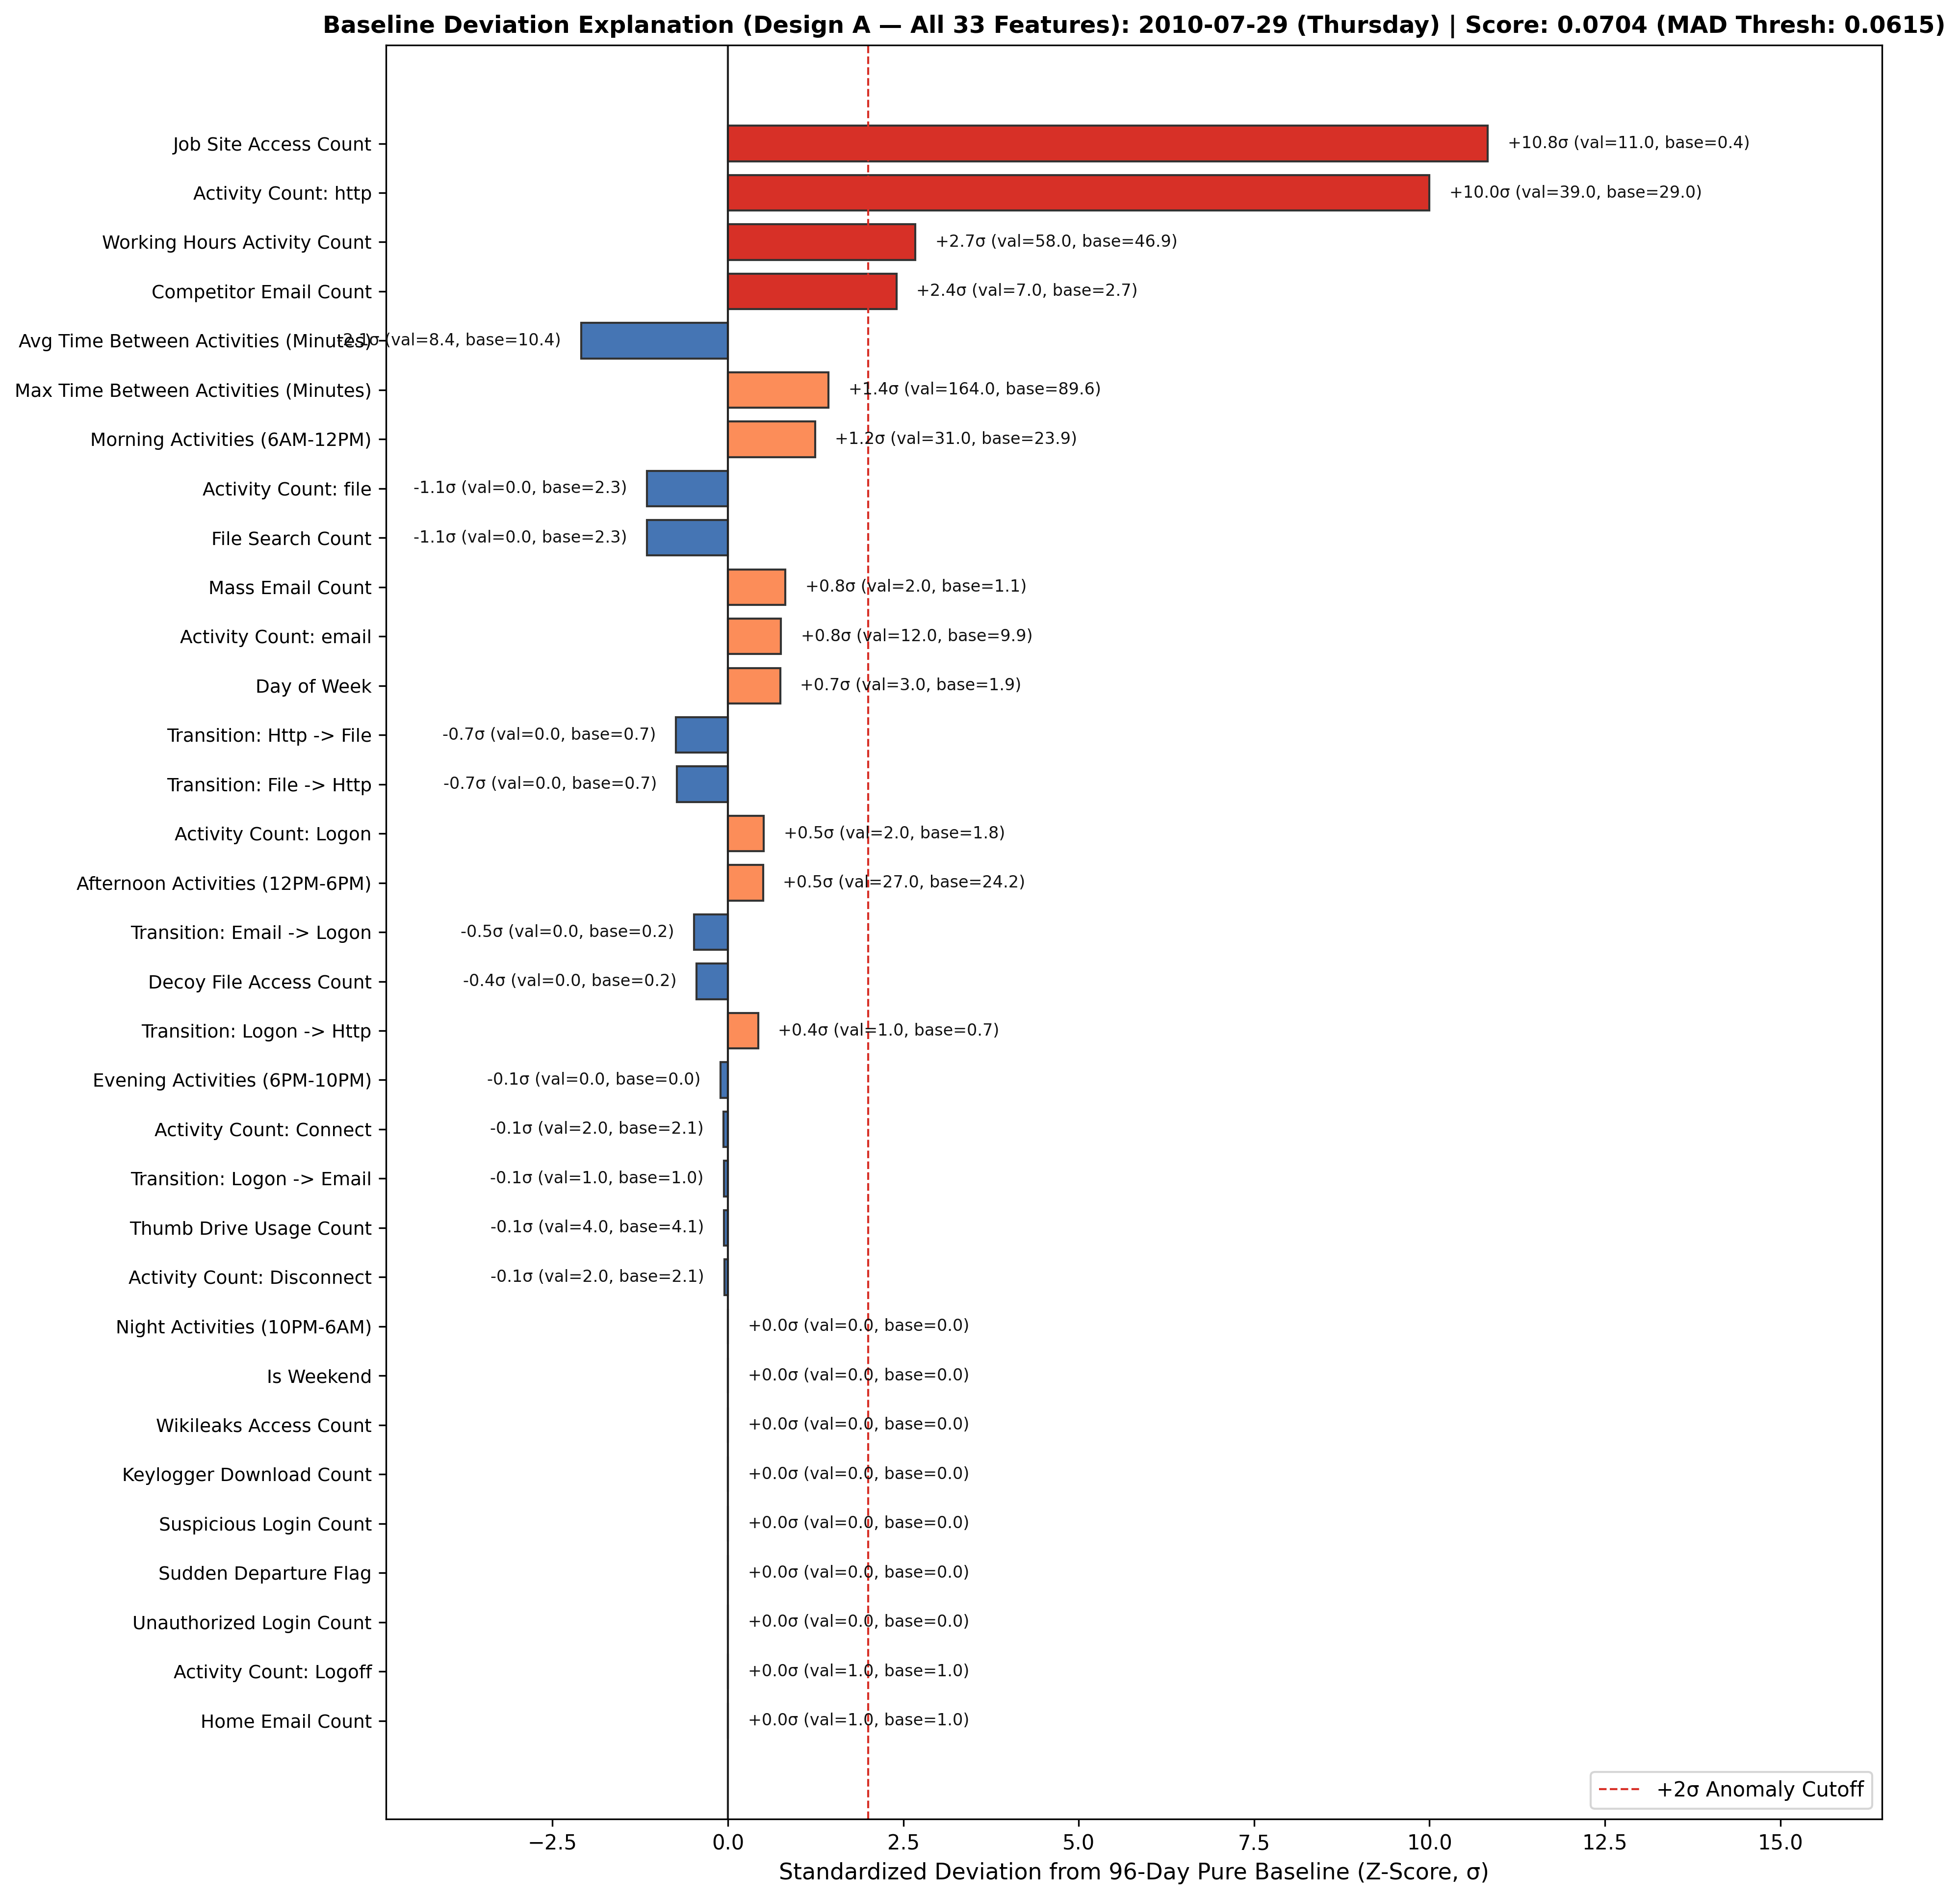 Baseline Deviation Explanation (Design A — All 33 Features): 2010-07-29 (Thursday) | Score: 0.0704 (MAD Thresh: 0.0615)
Job Site Access Count +10.8σ (val=11.0, base=0.4)
Activity Count: http +10.0σ (val=39.0, base=29.0)
Working Hours Activity Count +2.7σ (val=58.0, base=46.9)
Competitor Email Count +2.4σ (val=7.0, base=2.7)
Avg Time Between Activities (Minutes) -2.1σ (val=8.4, base=10.4)
Max Time Between Activities (Minutes) +1.4σ (val=164.0, base=89.6)
Morning Activities (6AM-12PM) +1.2σ (val=31.0, base=23.9)
Activity Count: file -1.1σ (val=0.0, base=2.3)
File Search Count -1.1σ (val=0.0, base=2.3)
Mass Email Count +0.8σ (val=2.0, base=1.1)
Activity Count: email +0.8σ (val=12.0, base=9.9)
Day of Week +0.7σ (val=3.0, base=1.9)
Transition: Http -> File -0.7σ (val=0.0, base=0.7)
Transition: File -> Http -0.7σ (val=0.0, base=0.7)
Activity Count: Logon +0.5σ (val=2.0, base=1.8)
Afternoon Activities (12PM-6PM) +0.5σ (val=27.0, base=24.2)
Transition: Email -> Logon -0.5σ (val=0.0, base=0.2)
Decoy File Access Count -0.4σ (val=0.0, base=0.2)
Transition: Logon -> Http +0.4σ (val=1.0, base=0.7)
Evening Activities (6PM-10PM) -0.1σ (val=0.0, base=0.0)
Activity Count: Connect -0.1σ (val=2.0, base=2.1)
Transition: Logon -> Email -0.1σ (val=1.0, base=1.0)
Thumb Drive Usage Count -0.1σ (val=4.0, base=4.1)
Activity Count: Disconnect -0.1σ (val=2.0, base=2.1)
Night Activities (10PM-6AM) +0.0σ (val=0.0, base=0.0)
Is Weekend +0.0σ (val=0.0, base=0.0)
Wikileaks Access Count +0.0σ (val=0.0, base=0.0)
Keylogger Download Count +0.0σ (val=0.0, base=0.0)
Suspicious Login Count +0.0σ (val=0.0, base=0.0)
Sudden Departure Flag +0.0σ (val=0.0, base=0.0)
Unauthorized Login Count +0.0σ (val=0.0, base=0.0)
Activity Count: Logoff +0.0σ (val=1.0, base=1.0)
Home Email Count +0.0σ (val=1.0, base=1.0)
+2σ Anomaly Cutoff
−2.5 0.0 2.5 5.0 7.5 10.0 12.5 15.0
Standardized Deviation from 96-Day Pure Baseline (Z-Score, σ)